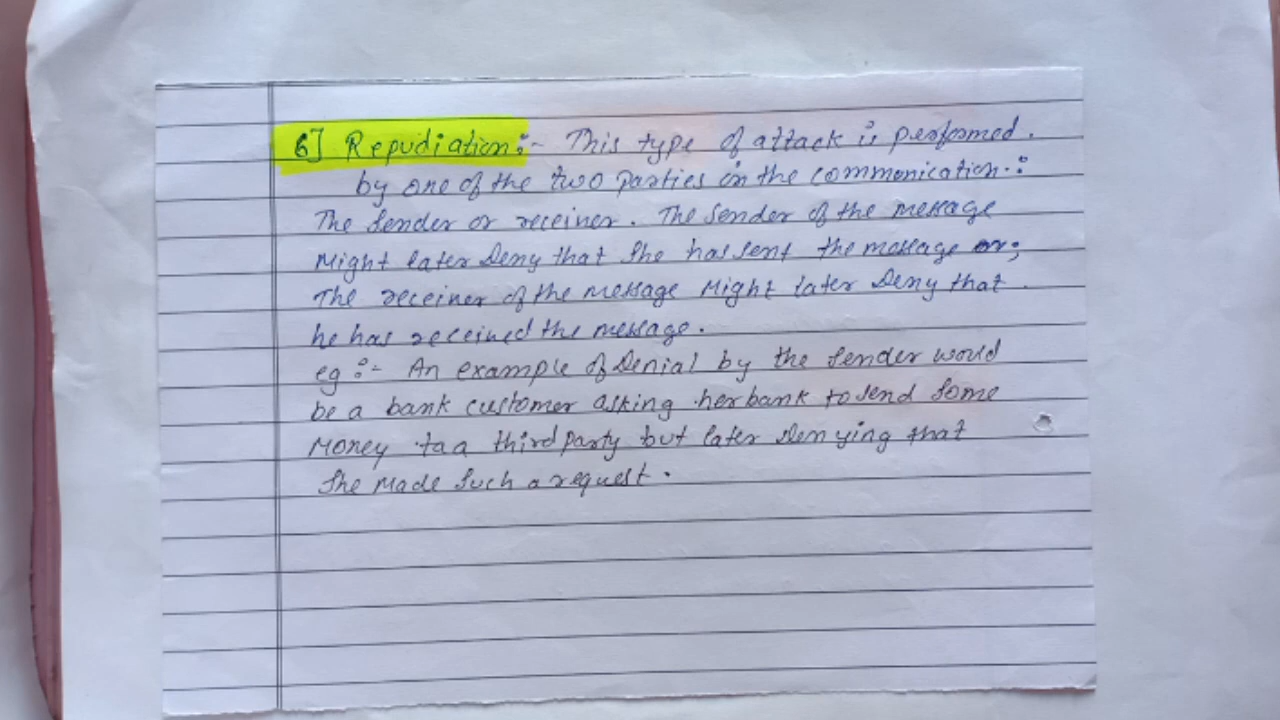 6] Repudiation:- This type of attack is performed.
by one of the two parties in the communication.:
The sender or receiver. The sender of the message
Might later Deny that she has sent the message or;
The receiver of the message Might later Deny that.
he has received the message.
eg:- An example of Denial by the sender would
be a bank customer asking her bank to send some
Money to a third party but later Denying that
she Made such a request.